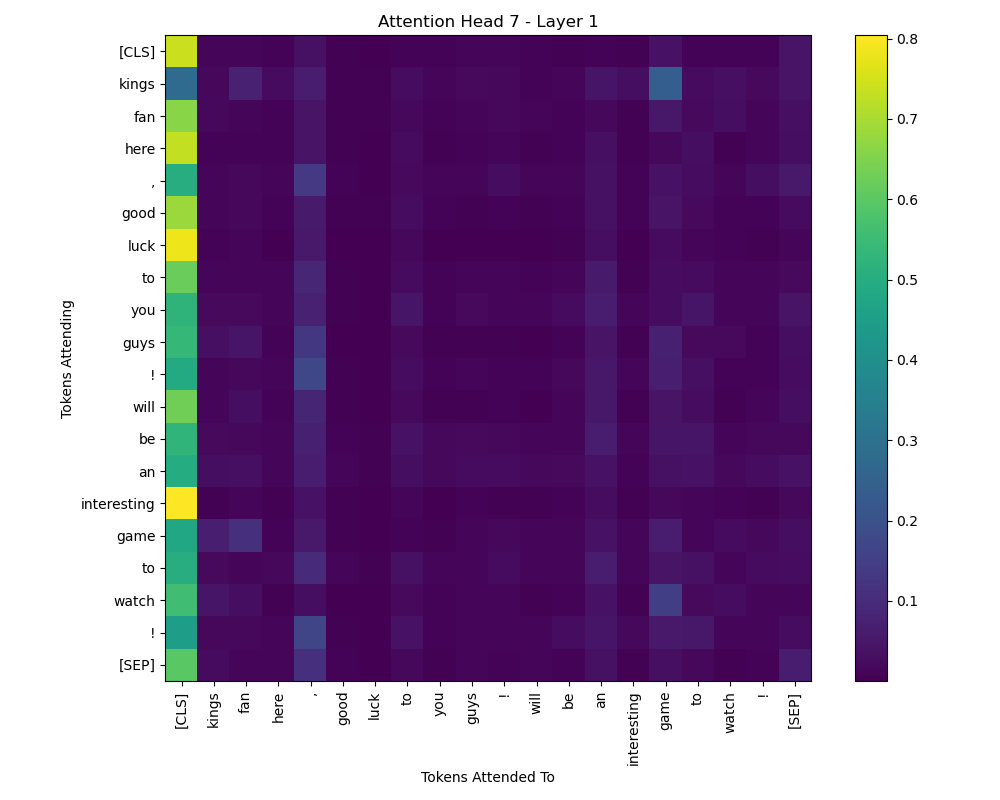 Attention Head 7 - Layer 1
[CLS]
kings
fan
here
,
good
luck
to
you
guys
!
will
be
an
interesting
game
to
watch
!
[SEP]
Tokens Attending
[CLS]
kings
fan
here
,
good
luck
to
you
guys
!
will
be
an
interesting
game
to
watch
!
[SEP]
Tokens Attended To
0.8
0.7
0.6
0.5
0.4
0.3
0.2
0.1